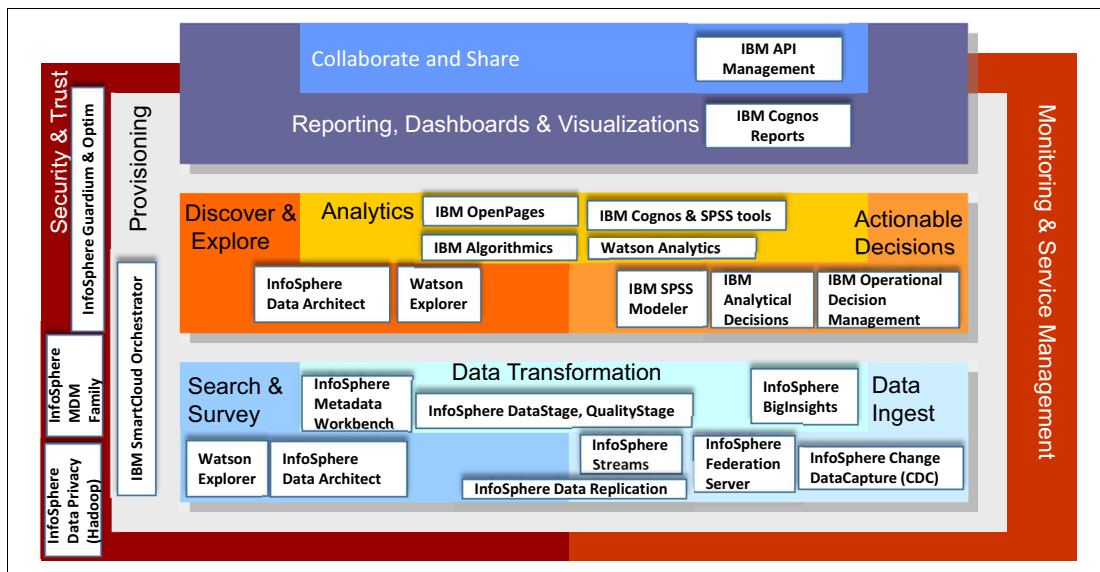 Collaborate and Share
IBM API
Management
Reporting, Dashboards & Visualizations
IBM Cognos
Reports
Security & Trust
InfoSphere Guardium & Optim
InfoSphere
MDM
Family
InfoSphere
Data Privacy
(Hadoop)
Provisioning
IBM SmartCloud Orchestrator
Discover &
Explore
Analytics
IBM OpenPages
IBM Algorithmics
IBM Cognos & SPSS tools
Watson Analytics
Actionable
Decisions
InfoSphere
Data Architect
Watson
Explorer
IBM SPSS
Modeler
IBM
Analytical
Decisions
IBM Operational
Decision
Management
Search &
Survey
Data Transformation
InfoSphere
Metadata
Workbench
InfoSphere DataStage, QualityStage
InfoSphere
BigInsights
Data
Ingest
Watson
Explorer
InfoSphere
Data Architect
InfoSphere
Streams
InfoSphere Data Replication
InfoSphere
Federation
Server
InfoSphere Change
DataCapture (CDC)
Monitoring & Service Management